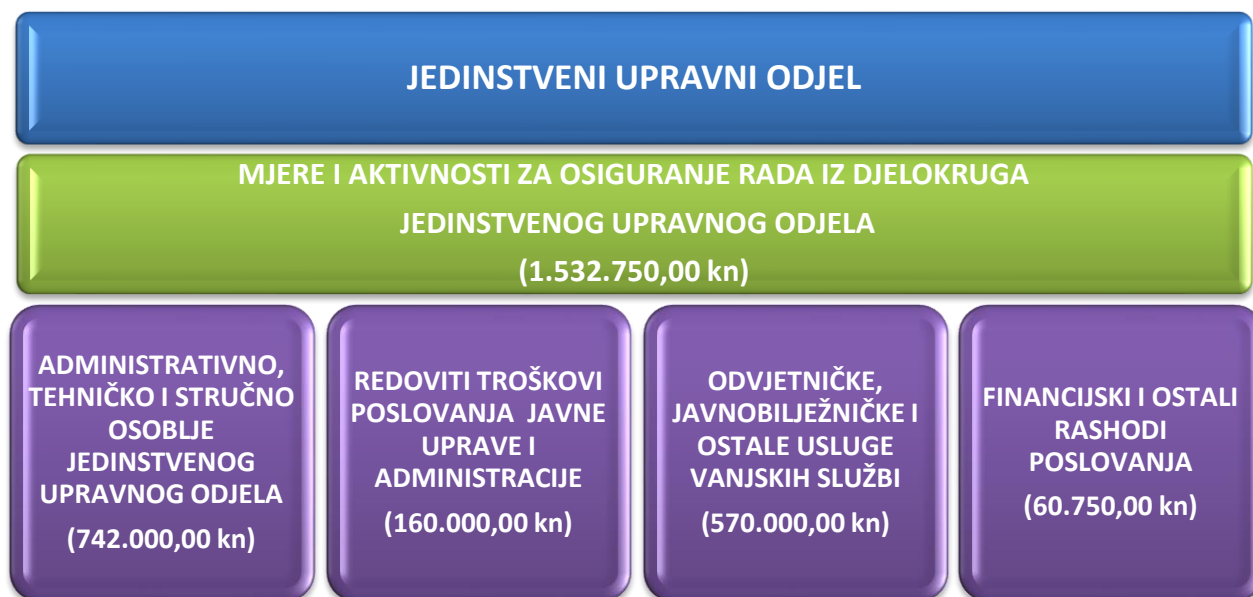 JEDINSTVENI UPRAVNI ODJEL
MJERE I AKTIVNOSTI ZA OSIGURANJE RADA IZ DJELOKRUGA
JEDINSTVENOG UPRAVNOG ODJELA
(1.532.750,00 kn)
ADMINISTRATIVNO,
TEHNIČKO I STRUČNO
OSOBLJE
JEDINSTVENOG
UPRAVNOG ODJELA
(742.000,00 kn)
REDOVITI TROŠKOVI
POSLOVANJA JAVNE
UPRAVE I
ADMINISTRACIJE
(160.000,00 kn)
ODVJETNIČKE,
JAVNOBILJEŽNIČKE I
OSTALE USLUGE
VANJSKIH SLUŽBI
(570.000,00 kn)
FINANCIJSKI I OSTALI
RASHODI
POSLOVANJA
(60.750,00 kn)